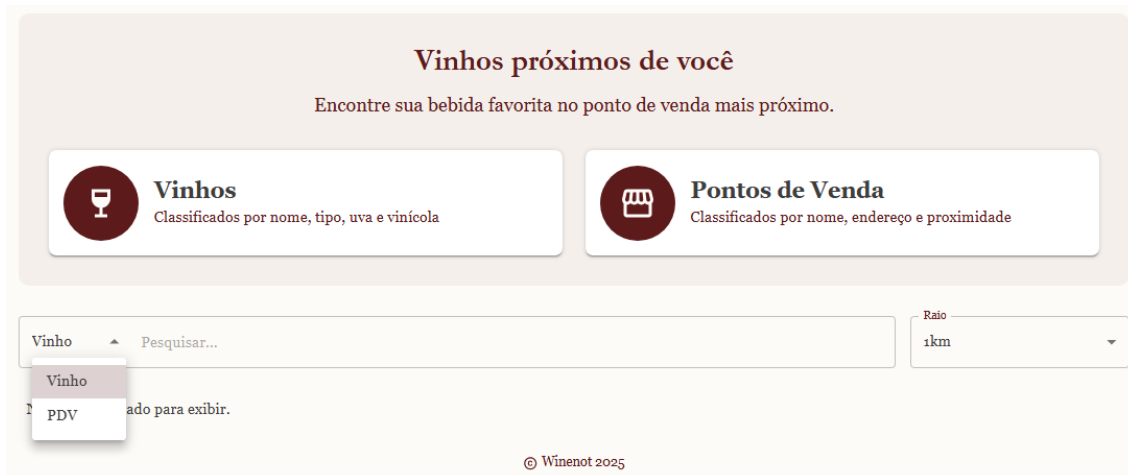 Vinhos próximos de você
Encontre sua bebida favorita no ponto de venda mais próximo.
Vinhos
Classificados por nome, tipo, uva e vinícola
Pontos de Venda
Classificados por nome, endereço e proximidade
Raio
Vinho Pesquisar... 1km
Vinho
PDV
para exibir.
© Winenot 2025